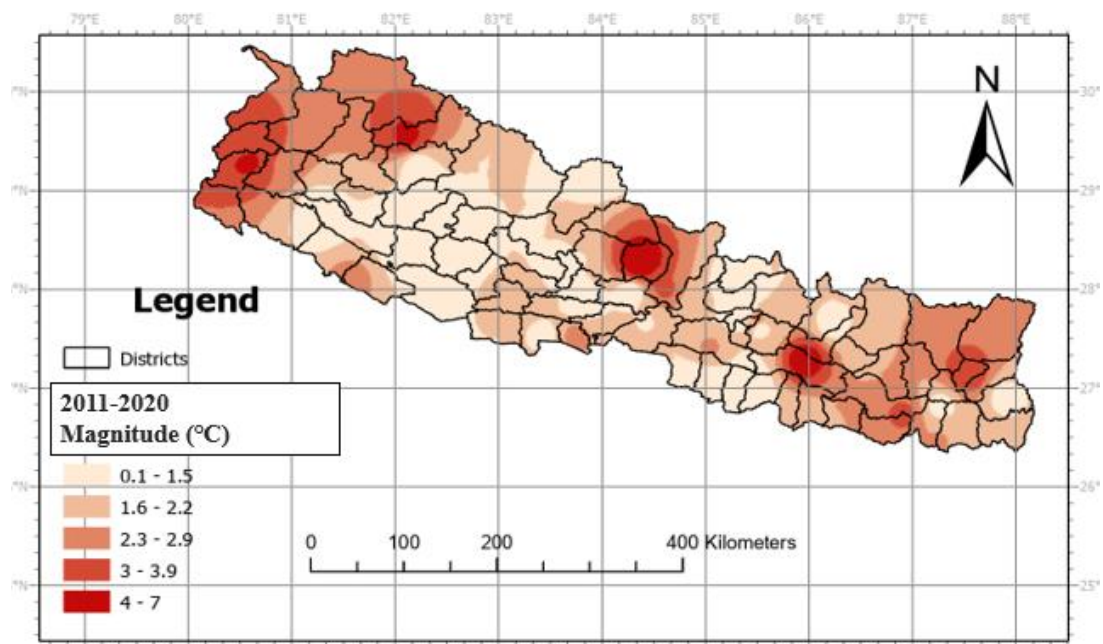 79°E 80°E 81°E 82°E 83°E 84°E 85°E 86°E 87°E 88°E
N
Legend
Districts
2011-2020
Magnitude (°C)
0.1 - 1.5
1.6 - 2.2
2.3 - 2.9
3 - 3.9
4 - 7
0 100 200 400 Kilometers
30°
29°
28°
27°
26°
25°